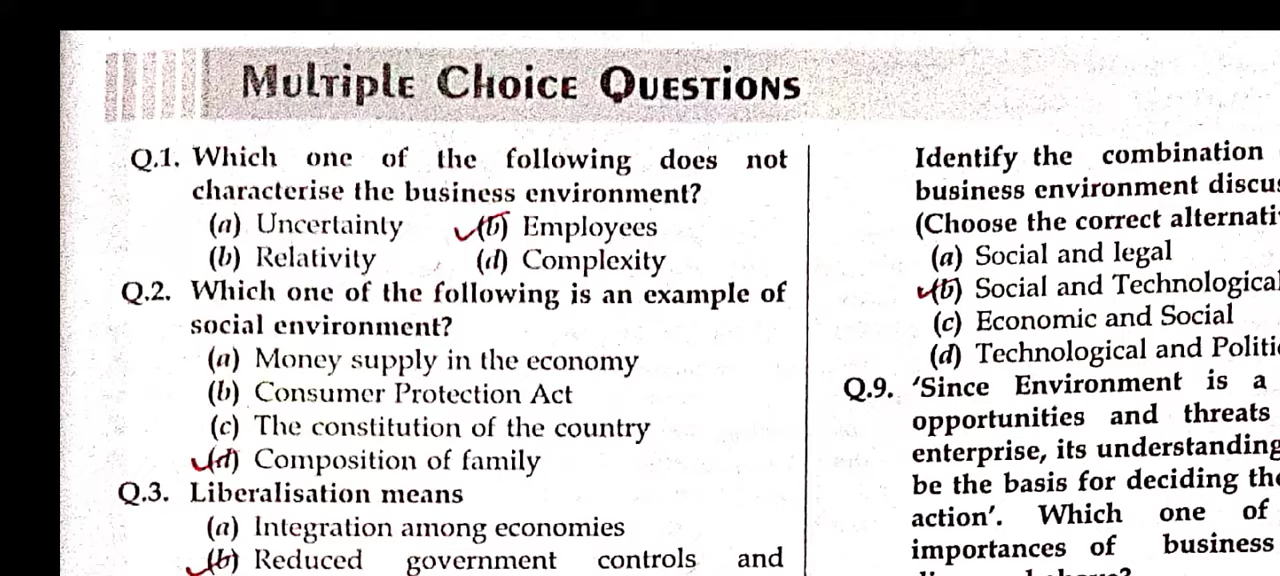 Multiple Choice Questions
Q.1. Which one of the following does not
characterise the business environment?
(a) Uncertainty (b) Employees
(b) Relativity (d) Complexity
Q.2. Which one of the following is an example of
social environment?
(a) Money supply in the economy
(b) Consumer Protection Act
(c) The constitution of the country
(d) Composition of family
Q.3. Liberalisation means
(a) Integration among economies
(b) Reduced government controls and
Identify the combination
business environment
(Choose the correct
(a) Social and legal
(b) Social and Technological
(c) Economic and Social
(d) Technological and
Q.9. 'Since Environment is a
opportunities and threats
enterprise, its understanding
be the basis for deciding
action'. Which one of
importances of business